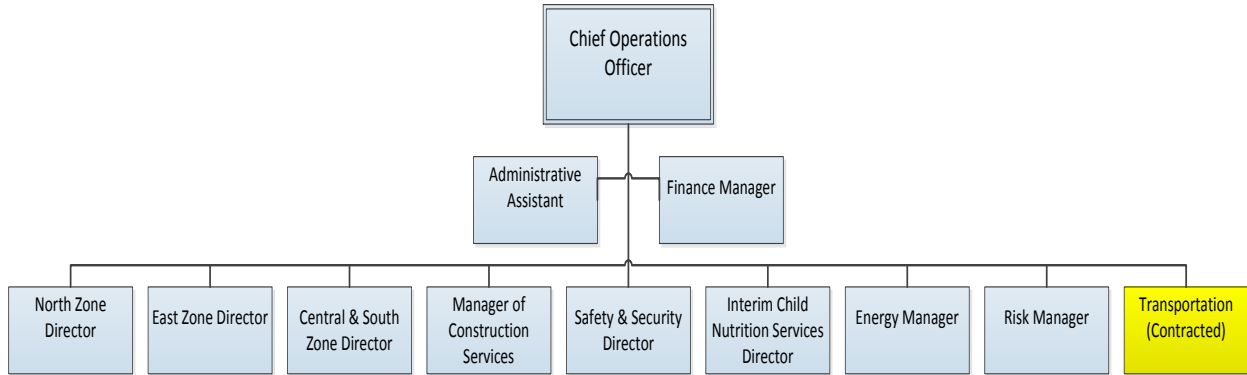 Chief Operations
Officer
Administrative
Assistant
Finance Manager
North Zone
Director
East Zone Director
Central & South
Zone Director
Manager of
Construction
Services
Safety & Security
Director
Interim Child
Nutrition Services
Director
Energy Manager
Risk Manager
Transportation
(Contracted)